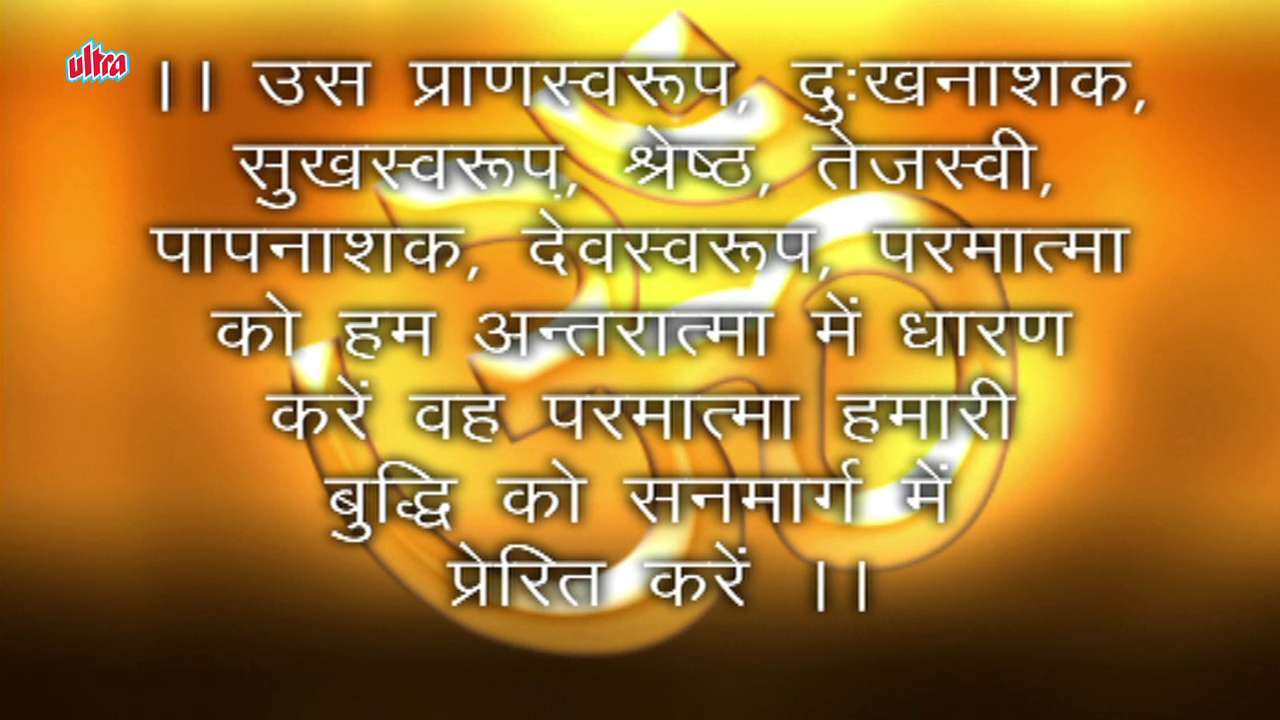 ultra
।। उस प्राणस्वरूप, दुःखनाशक,
सुखस्वरूप, श्रेष्ठ, तेजस्वी,
पापनाशक, देवस्वरूप, परमात्मा
को हम अन्तरात्मा में धारण
करें वह परमात्मा हमारी
बुद्धि को सनमार्ग में
प्रेरित करें ।।